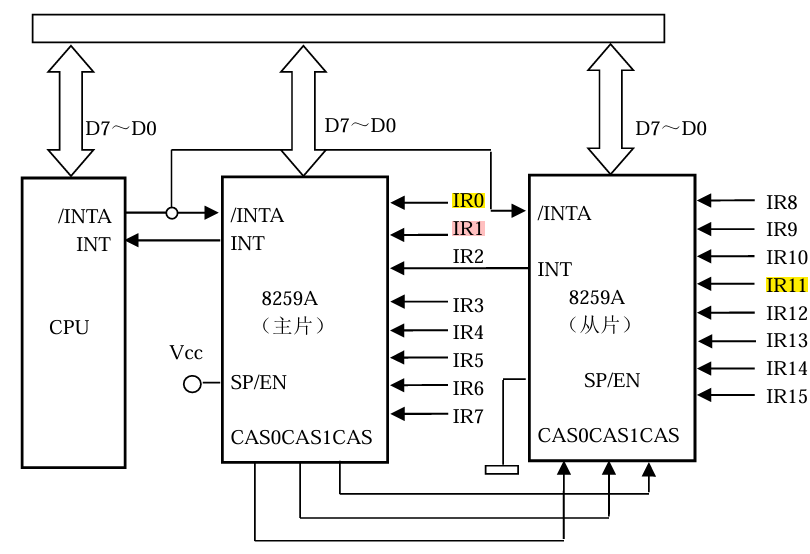 D7～D0
D7～D0
D7～D0
/INTA
INT
CPU
/INTA
INT
8259A
（主片）
Vcc
SP/EN
CAS0CAS1CAS
IR0
IR1
IR2
IR3
IR4
IR5
IR6
IR7
/INTA
INT
8259A
（从片）
SP/EN
CAS0CAS1CAS
IR8
IR9
IR10
IR11
IR12
IR13
IR14
IR15